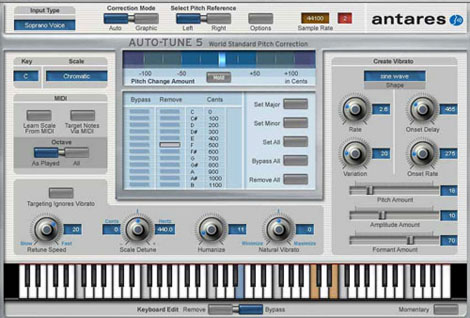 Input Type
Soprano Voice
Correction Mode
Auto Graphic
Select Pitch Reference
Left Right
Options
44100 2
Sample Rate
antares
AUTO-TUNE 5 World Standard Pitch Correction
Key Scale
C Chromatic
MIDI
Learn Scale From MIDI
Target Notes Via MIDI
Octave
As Played All
-100 -50 0 +50 +100
Pitch Change Amount Hold in Cents
Bypass Remove Cents
C 0
C# 100
D 200
D# 300
E 400
F 500
F# 600
G 700
G# 800
A 900
A# 1000
B 1100
Set Major
Set Minor
Set All
Bypass All
Remove All
Create Vibrato
sine wave
Shape
Rate
Onset Delay
Variation 20
Onset Rate
Pitch Amount
Amplitude Amount 10
Formant Amount 70
Targeting Ignores Vibrato
20
Slow Fast
Retune Speed
Cents Hertz
0 440.0
Scale Detune
11
Humanize
0
Minimize Maximize
Natural Vibrato
Keyboard Edit Remove Bypass
Momentary